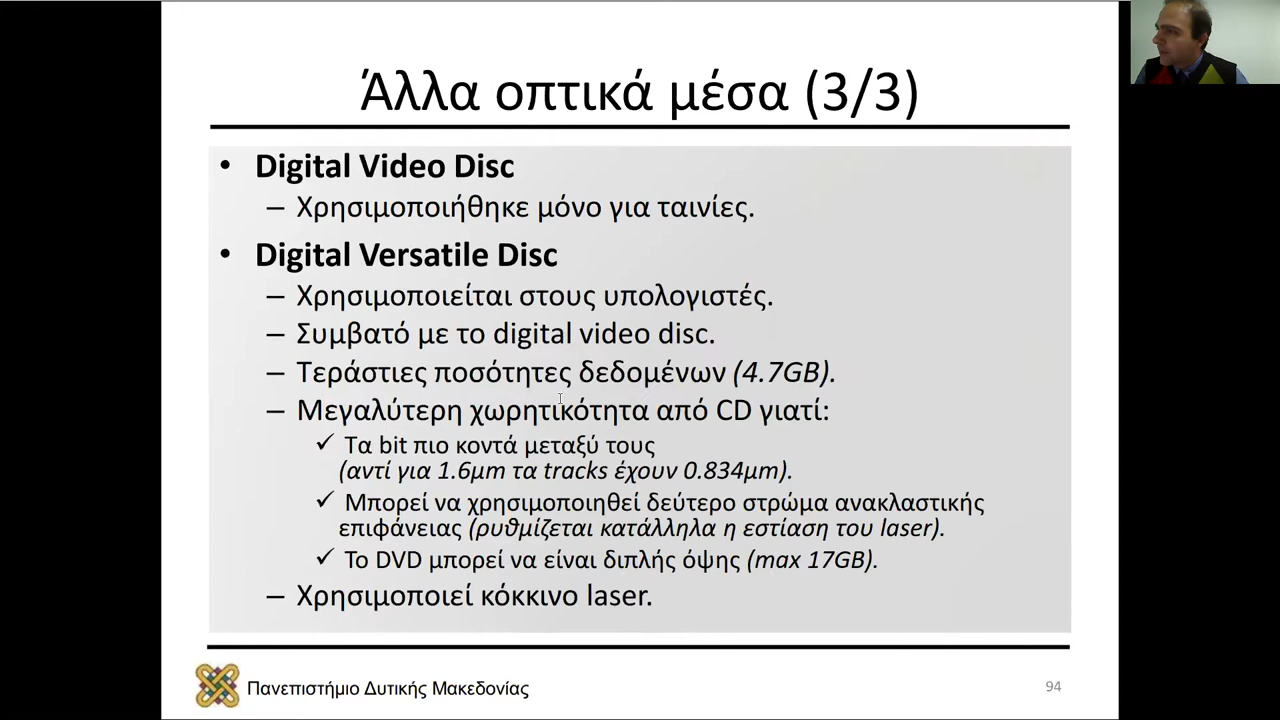 Άλλα οπτικά μέσα (3/3)
• Digital Video Disc
– Χρησιμοποιήθηκε μόνο για ταινίες.
• Digital Versatile Disc
– Χρησιμοποιείται στους υπολογιστές.
– Συμβατό με το digital video disc.
– Τεράστιες ποσότητες δεδομένων (4.7GB).
– Μεγαλύτερη χωρητικότητα από CD γιατί:
✓ Τα bit πιο κοντά μεταξύ τους
(αντί για 1.6μm τα tracks έχουν 0.834μm).
✓ Μπορεί να χρησιμοποιηθεί δεύτερο στρώμα ανακλαστικής
επιφάνειας (ρυθμίζεται κατάλληλα η εστίαση του laser).
✓ Το DVD μπορεί να είναι διπλής όψης (max 17GB).
– Χρησιμοποιεί κόκκινο laser.
Πανεπιστήμιο Δυτικής Μακεδονίας
94